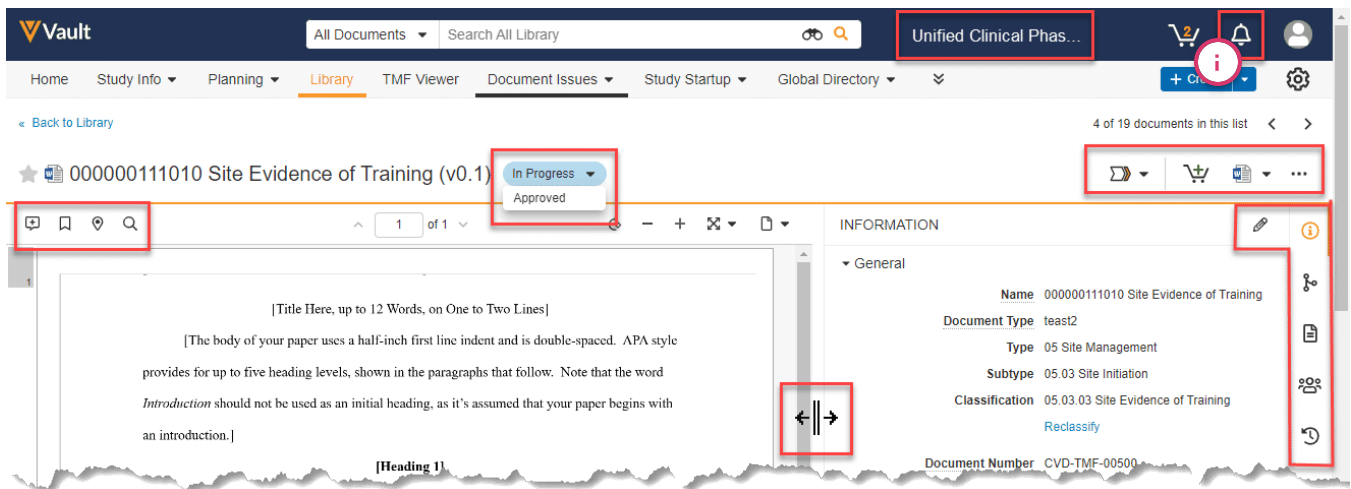 Vault
All Documents Search All Library Unified Clinical Phas... 2
Home Study Info Planning Library TMF Viewer Document Issues Study Startup Global Directory
i
« Back to Library 4 of 19 documents in this list
000000111010 Site Evidence of Training (v0.1) In Progress
Approved
1 of 1
INFORMATION
General
1
[Title Here, up to 12 Words, on One to Two Lines]
[The body of your paper uses a half-inch first line indent and is double-spaced. APA style
provides for up to five heading levels, shown in the paragraphs that follow. Note that the word
Introduction should not be used as an initial heading, as it's assumed that your paper begins with
an introduction.]
[Heading 1]
Name 000000111010 Site Evidence of Training
Document Type teast2
Type 05 Site Management
Subtype 05.03 Site Initiation
Classification 05.03.03 Site Evidence of Training
Reclassify
Document Number CVD-TMF-00500